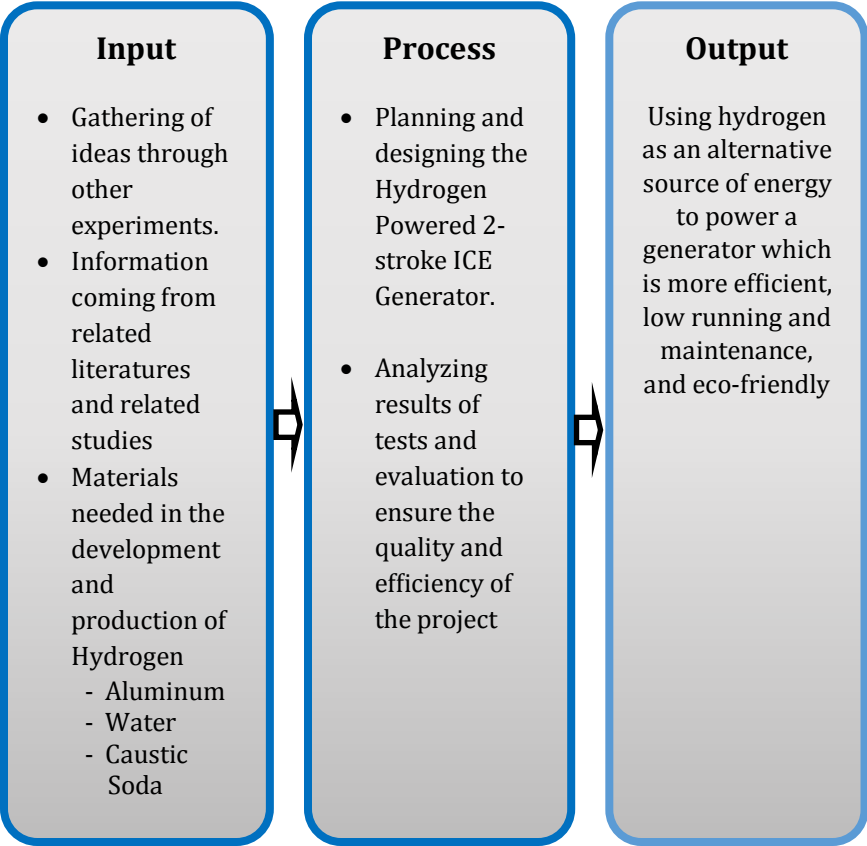 Input
• Gathering of
ideas through
other
experiments.
• Information
coming from
related
literatures
and related
studies
• Materials
needed in the
development
and
production of
Hydrogen
- Aluminum
- Water
- Caustic
Soda
Process
• Planning and
designing the
Hydrogen
Powered 2-
stroke ICE
Generator.
• Analyzing
results of
tests and
evaluation to
ensure the
quality and
efficiency of
the project
Output
Using hydrogen
as an alternative
source of energy
to power a
generator which
is more efficient,
low running and
maintenance,
and eco-friendly